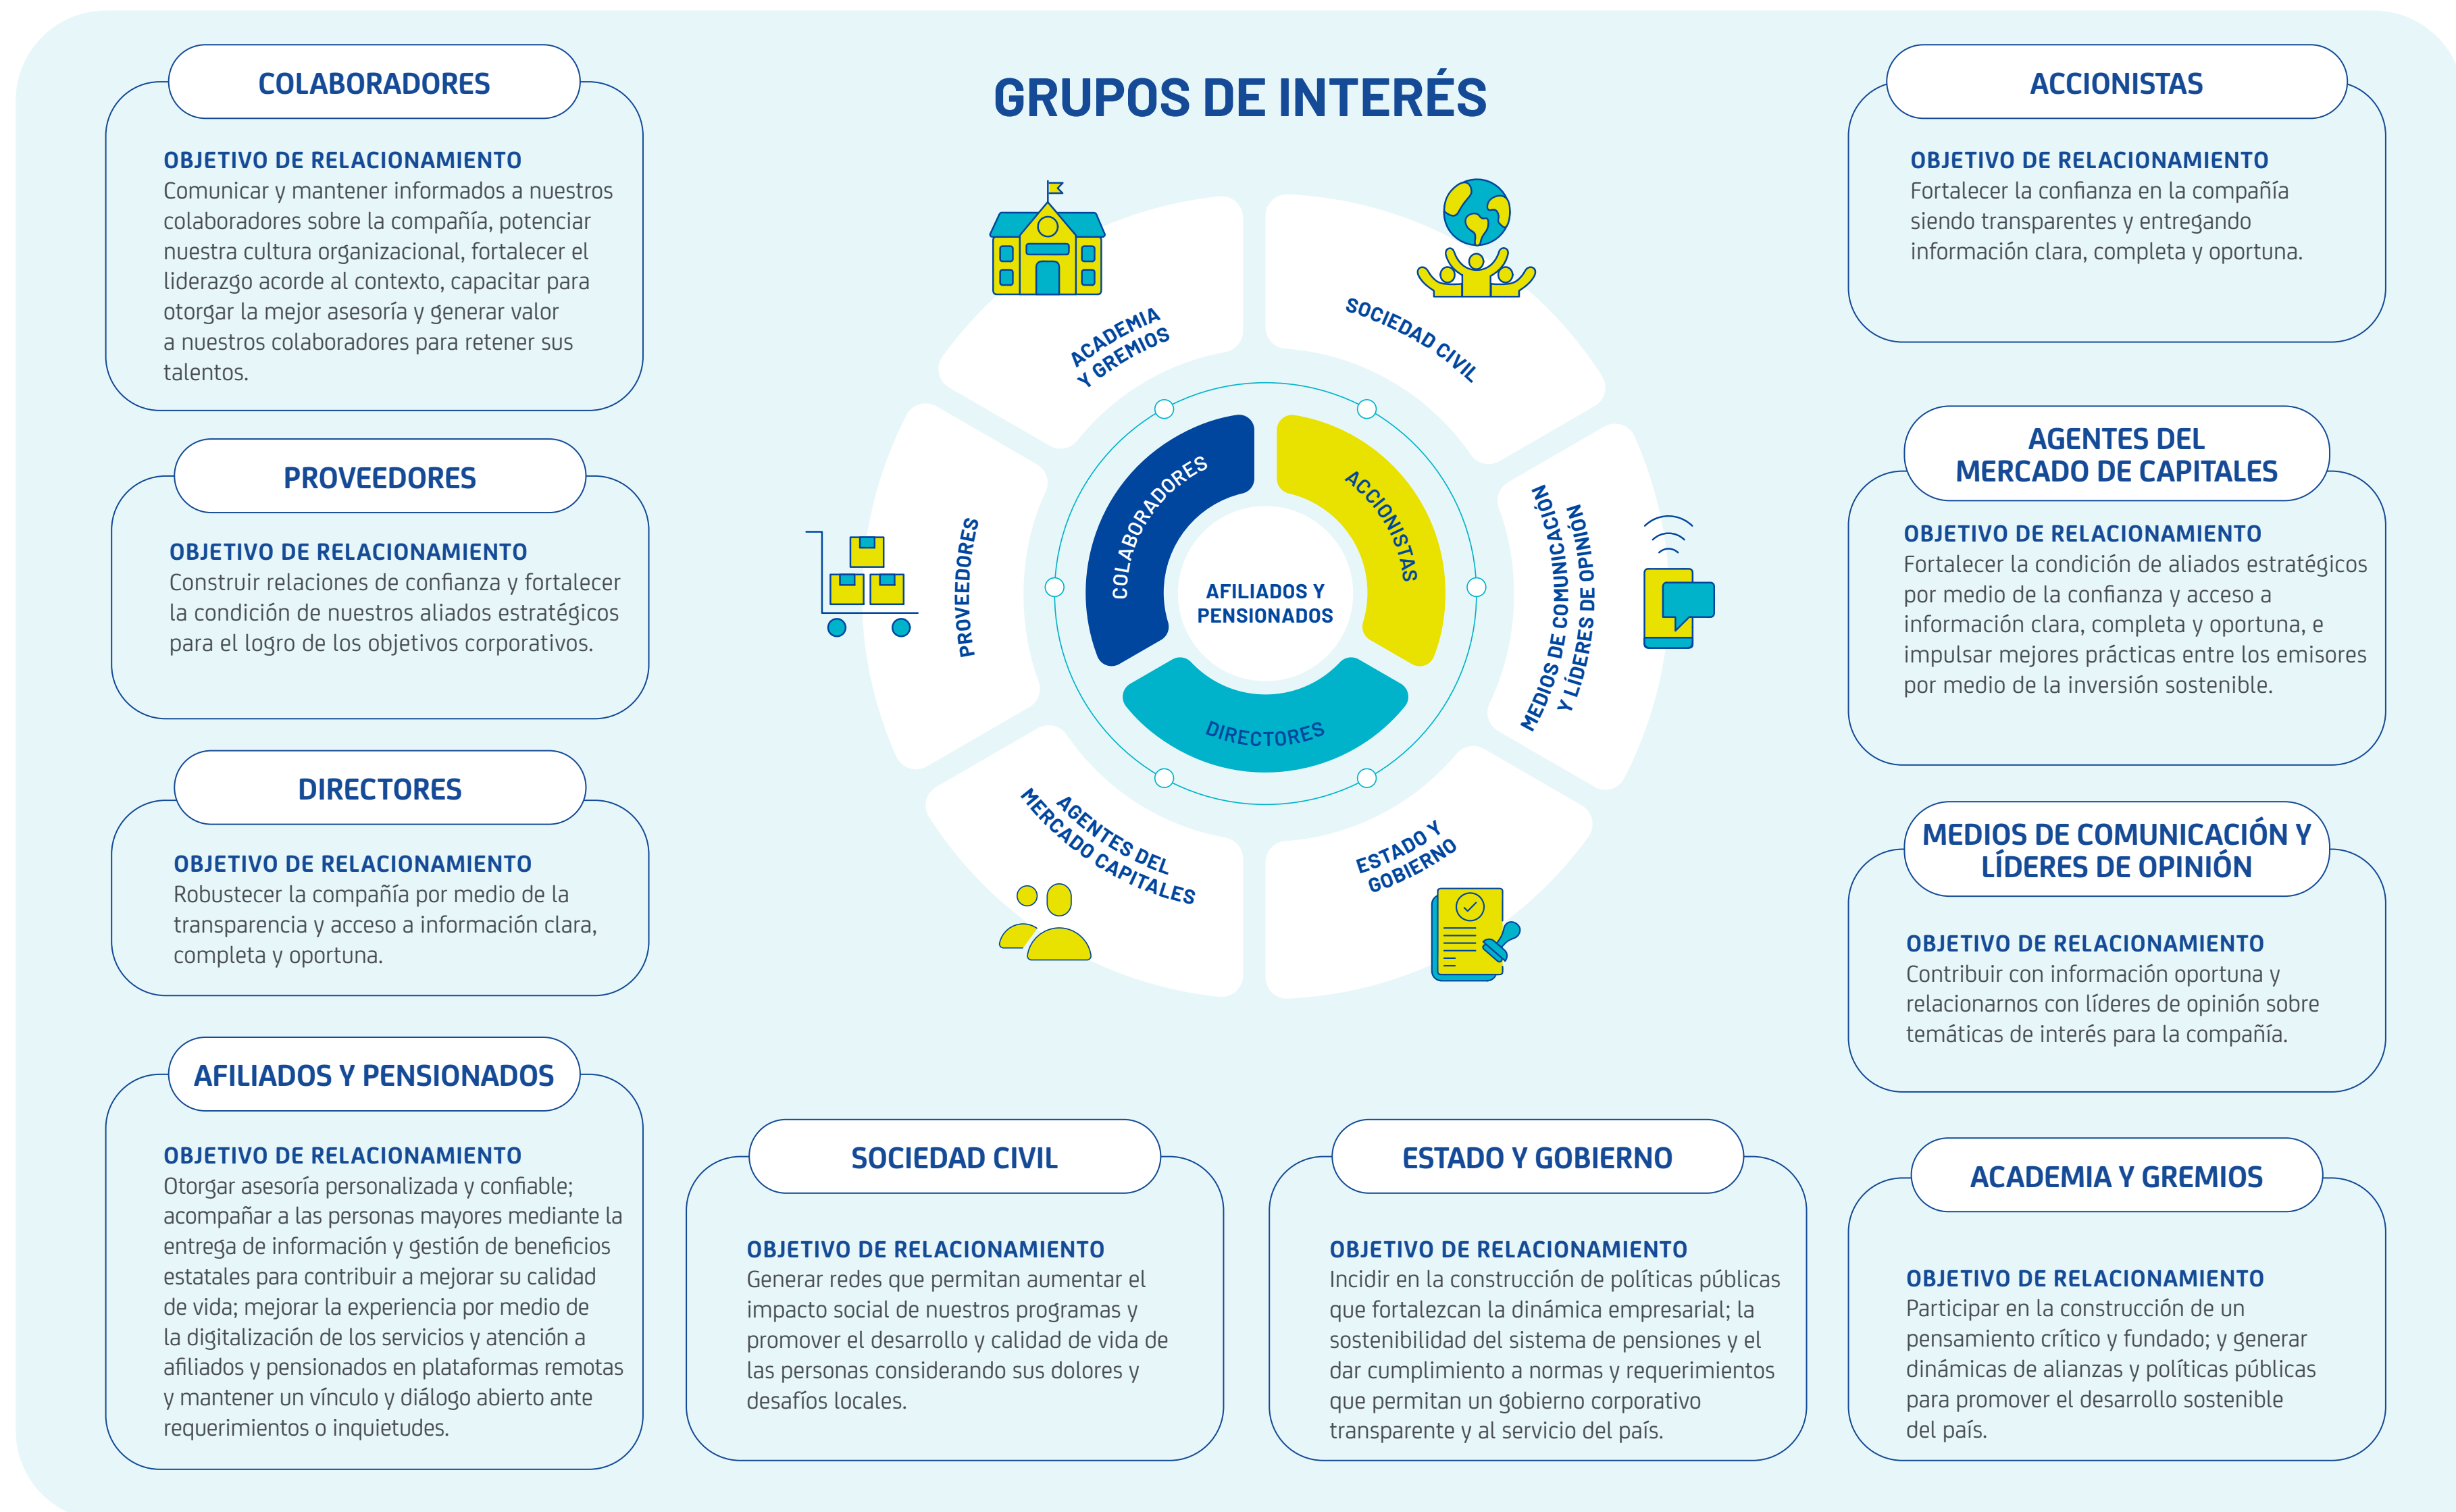 GRUPOS DE INTERÉS
COLABORADORES
OBJETIVO DE RELACIONAMIENTO
Comunicar y mantener informados a nuestros
colaboradores sobre la compañía, potenciar
nuestra cultura organizacional, fortalecer el
liderazgo acorde al contexto, capacitar para
otorgar la mejor asesoría y generar valor
a nuestros colaboradores para retener sus
talentos.
PROVEEDORES
OBJETIVO DE RELACIONAMIENTO
Construir relaciones de confianza y fortalecer
la condición de nuestros aliados estratégicos
para el logro de los objetivos corporativos.
DIRECTORES
OBJETIVO DE RELACIONAMIENTO
Robustecer la compañía por medio de la
transparencia y acceso a información clara,
completa y oportuna.
AFILIADOS Y PENSIONADOS
OBJETIVO DE RELACIONAMIENTO
Otorgar asesoría personalizada y confiable;
acompañar a las personas mayores mediante la
entrega de información y gestión de beneficios
estatales para contribuir a mejorar su calidad
de vida; mejorar la experiencia por medio de
la digitalización de los servicios y atención a
afiliados y pensionados en plataformas remotas
y mantener un vínculo y diálogo abierto ante
requerimientos o inquietudes.
ACADEMIA
Y GREMIOS
SOCIEDAD CIVIL
PROVEEDORES
COLABORADORES
ACCIONISTAS
AFILIADOS Y
PENSIONADOS
DIRECTORES
MEDIOS DE COMUNICACIÓN
Y LÍDERES DE OPINIÓN
AGENTES DEL
MERCADO CAPITALES
ESTADO Y
GOBIERNO
SOCIEDAD CIVIL
OBJETIVO DE RELACIONAMIENTO
Generar redes que permitan aumentar el
impacto social de nuestros programas y
promover el desarrollo y calidad de vida de
las personas considerando sus dolores y
desafíos locales.
ESTADO Y GOBIERNO
OBJETIVO DE RELACIONAMIENTO
Incidir en la construcción de políticas públicas
que fortalezcan la dinámica empresarial; la
sostenibilidad del sistema de pensiones y el
dar cumplimiento a normas y requerimientos
que permitan un gobierno corporativo
transparente y al servicio del país.
ACCIONISTAS
OBJETIVO DE RELACIONAMIENTO
Fortalecer la confianza en la compañía
siendo transparentes y entregando
información clara, completa y oportuna.
AGENTES DEL
MERCADO DE CAPITALES
OBJETIVO DE RELACIONAMIENTO
Fortalecer la condición de aliados estratégicos
por medio de la confianza y acceso a
información clara, completa y oportuna, e
impulsar mejores prácticas entre los emisores
por medio de la inversión sostenible.
MEDIOS DE COMUNICACIÓN Y
LÍDERES DE OPINIÓN
OBJETIVO DE RELACIONAMIENTO
Contribuir con información oportuna y
relacionarnos con líderes de opinión sobre
temáticas de interés para la compañía.
ACADEMIA Y GREMIOS
OBJETIVO DE RELACIONAMIENTO
Participar en la construcción de un
pensamiento crítico y fundado; y generar
dinámicas de alianzas y políticas públicas
para promover el desarrollo sostenible
del país.